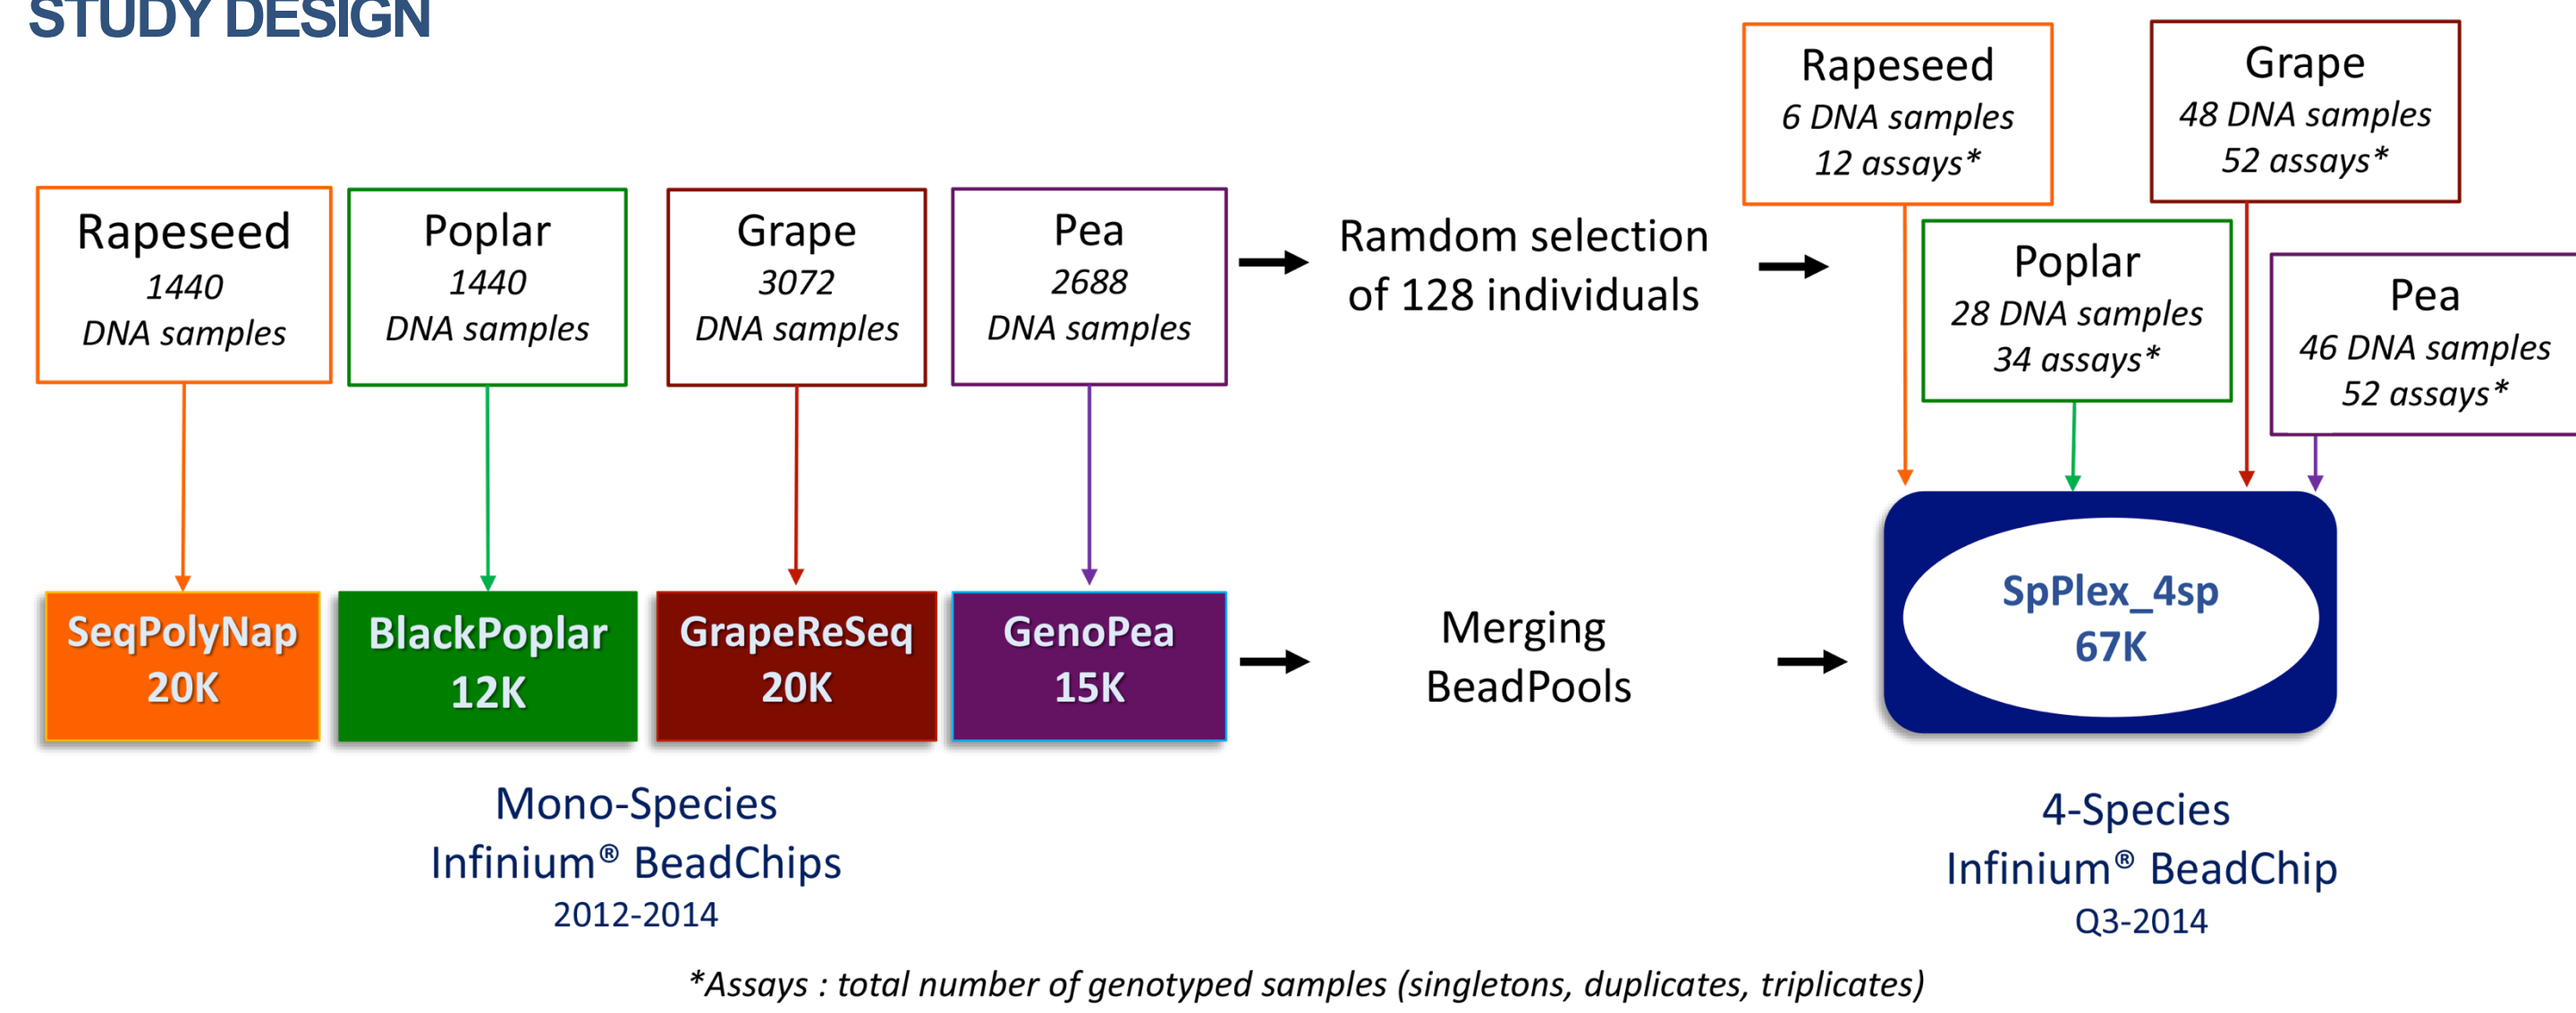 STUDY DESIGN
Rapeseed
1440
DNA samples
Poplar
1440
DNA samples
Grape
3072
DNA samples
Pea
2688
DNA samples
Ramdom selection
of 128 individuals
Rapeseed
6 DNA samples
12 assays*
Grape
48 DNA samples
52 assays*
Poplar
28 DNA samples
34 assays*
Pea
46 DNA samples
52 assays*
SeqPolyNap
20K
BlackPoplar
12K
GrapeReSeq
20K
GenoPea
15K
Merging
BeadPools
SpPlex_4sp
67K
Mono-Species
Infinium® BeadChips
2012-2014
4-Species
Infinium® BeadChip
Q3-2014
*Assays : total number of genotyped samples (singletons, duplicates, triplicates)